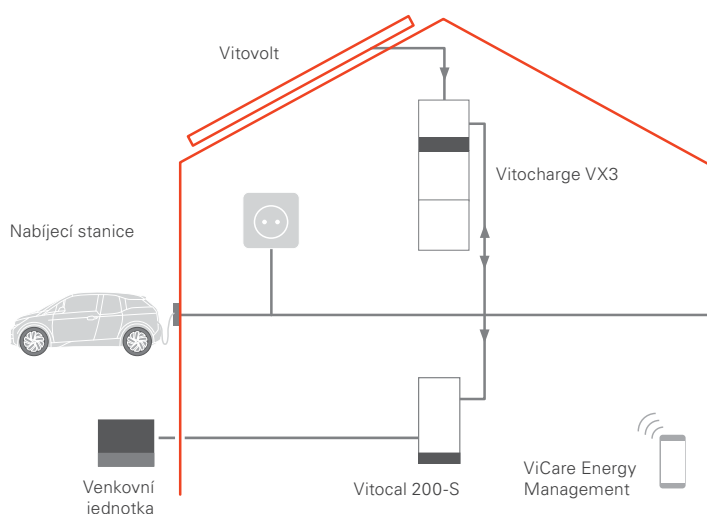 Vitovolt
Vitocharge VX3
Nabíjecí stanice
Venkovní
jednotka
Vitocal 200-S
ViCare Energy
Management